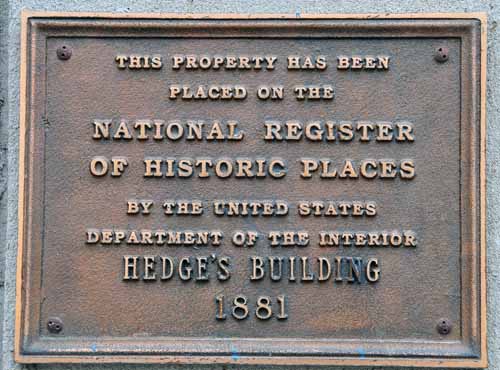 THIS PROPERTY HAS BEEN
PLACED ON THE
NATIONAL REGISTER
OF HISTORIC PLACES
BY THE UNITED STATES
DEPARTMENT OF THE INTERIOR
HEDGE'S BUILDING
1881